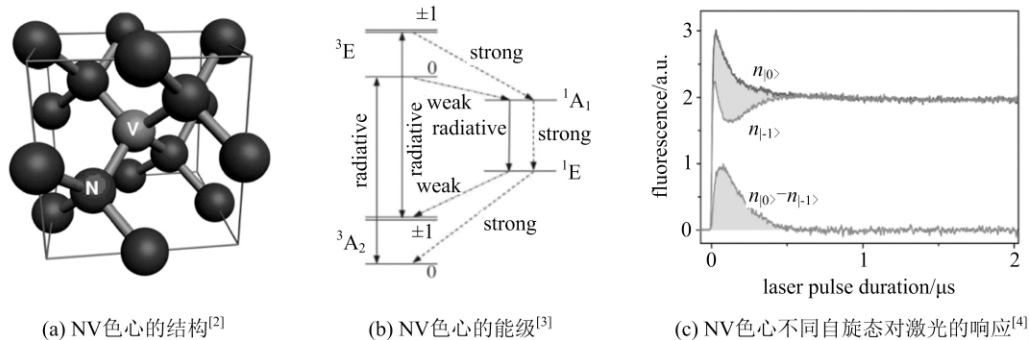 V
N
±1
³E
0
strong
weak
¹A₁
radiative
radiative
radiative
strong
¹E
weak
strong
±1
³A₂
0
3
2
1
0
fluorescence/a.u.
n|0⟩
n|-1⟩
n|0⟩−n|-1⟩
0
1
2
laser pulse duration/μs
(a) NV色心的结构[2]
(b) NV色心的能级[3]
(c) NV色心不同自旋态对激光的响应[4]